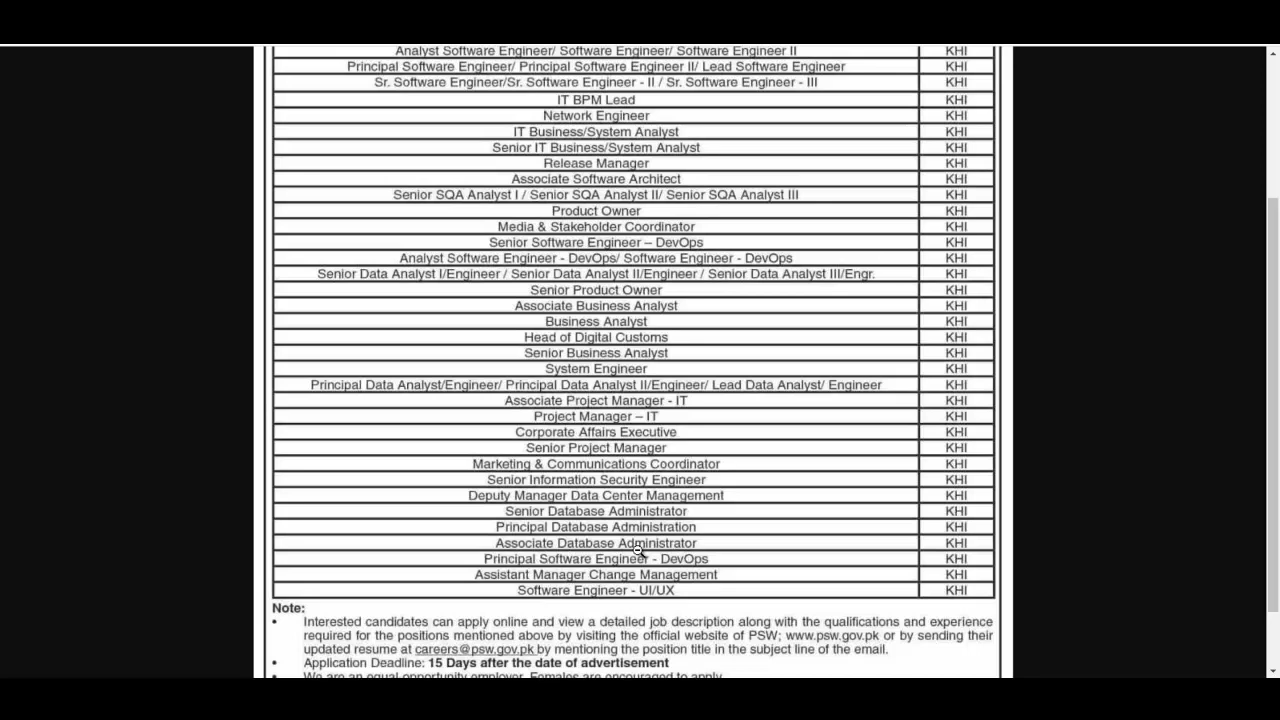 Analyst Software Engineer/ Software Engineer/ Software Engineer II KHI
Principal Software Engineer/ Principal Software Engineer II/ Lead Software Engineer KHI
Sr. Software Engineer/Sr. Software Engineer - II / Sr. Software Engineer - III KHI
IT BPM Lead KHI
Network Engineer KHI
IT Business/System Analyst KHI
Senior IT Business/System Analyst KHI
Release Manager KHI
Associate Software Architect KHI
Senior SQA Analyst I / Senior SQA Analyst II/ Senior SQA Analyst III KHI
Product Owner KHI
Media & Stakeholder Coordinator KHI
Senior Software Engineer – DevOps KHI
Analyst Software Engineer - DevOps/ Software Engineer - DevOps KHI
Senior Data Analyst I/Engineer / Senior Data Analyst II/Engineer / Senior Data Analyst III/Engr. KHI
Senior Product Owner KHI
Associate Business Analyst KHI
Business Analyst KHI
Head of Digital Customs KHI
Senior Business Analyst KHI
System Engineer KHI
Principal Data Analyst/Engineer/ Principal Data Analyst II/Engineer/ Lead Data Analyst/ Engineer KHI
Associate Project Manager - IT KHI
Project Manager – IT KHI
Corporate Affairs Executive KHI
Senior Project Manager KHI
Marketing & Communications Coordinator KHI
Senior Information Security Engineer KHI
Deputy Manager Data Center Management KHI
Senior Database Administrator KHI
Principal Database Administration KHI
Associate Database Administrator KHI
Principal Software Engineer - DevOps KHI
Assistant Manager Change Management KHI
Software Engineer - UI/UX KHI
Note:
• Interested candidates can apply online and view a detailed job description along with the qualifications and experience
required for the positions mentioned above by visiting the official website of PSW; www.psw.gov.pk or by sending their
updated resume at careers@psw.gov.pk by mentioning the position title in the subject line of the email.
• Application Deadline: 15 Days after the date of advertisement
• We are an equal opportunity employer. Females are encouraged to apply.